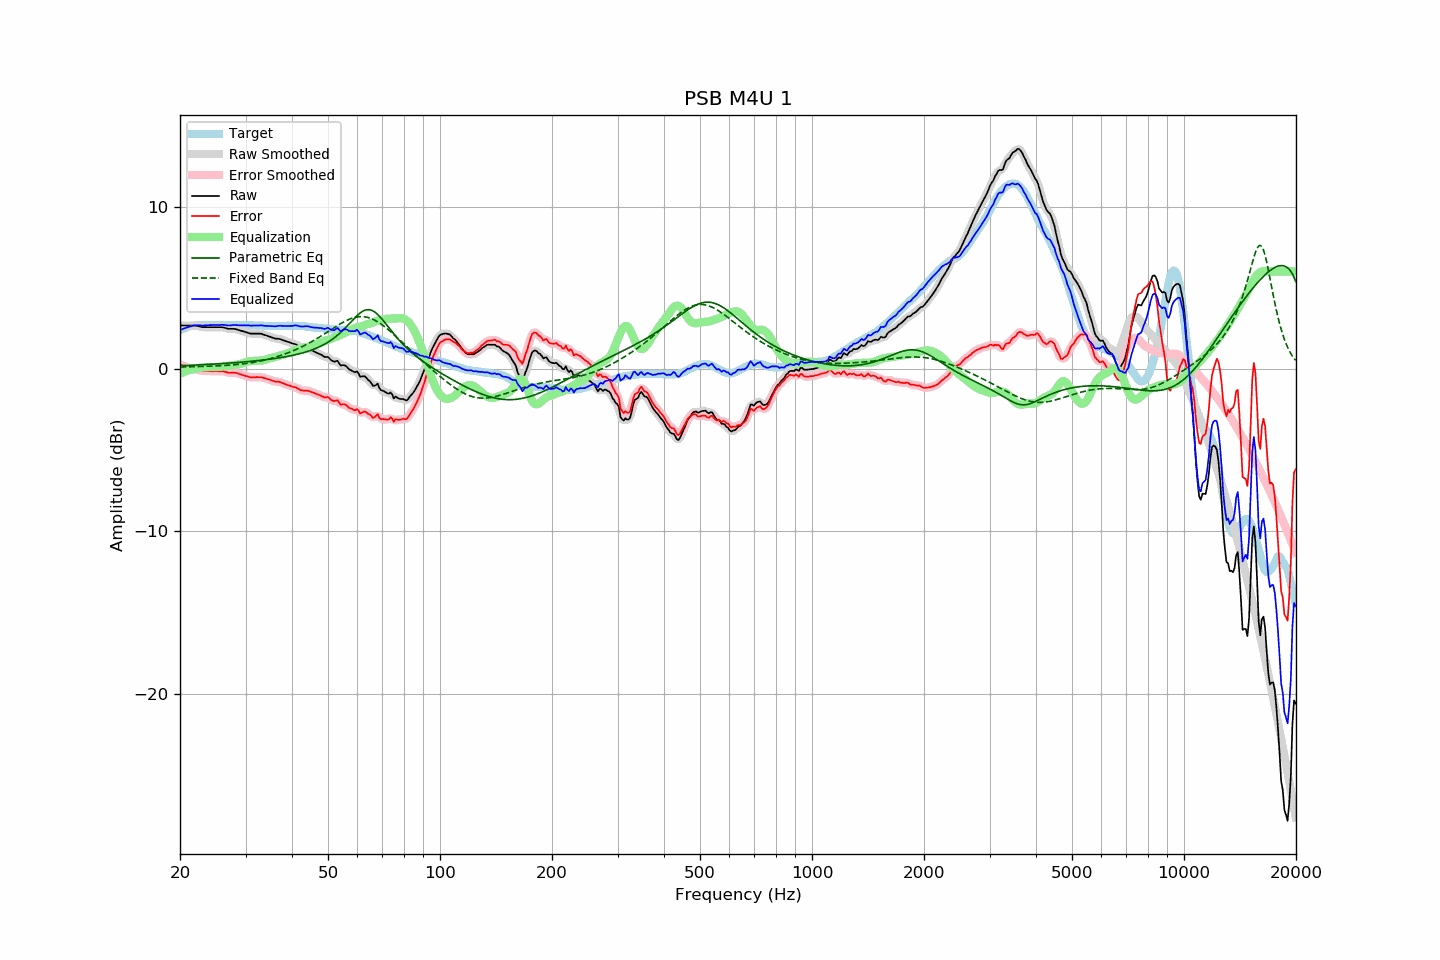 PSB M4U 1
Target
Raw Smoothed
Error Smoothed
Raw
Error
Equalization
Parametric Eq
Fixed Band Eq
Equalized
10
0
−10
−20
Amplitude (dBr)
20 50 100 200 500 1000 2000 5000 10000 20000
Frequency (Hz)